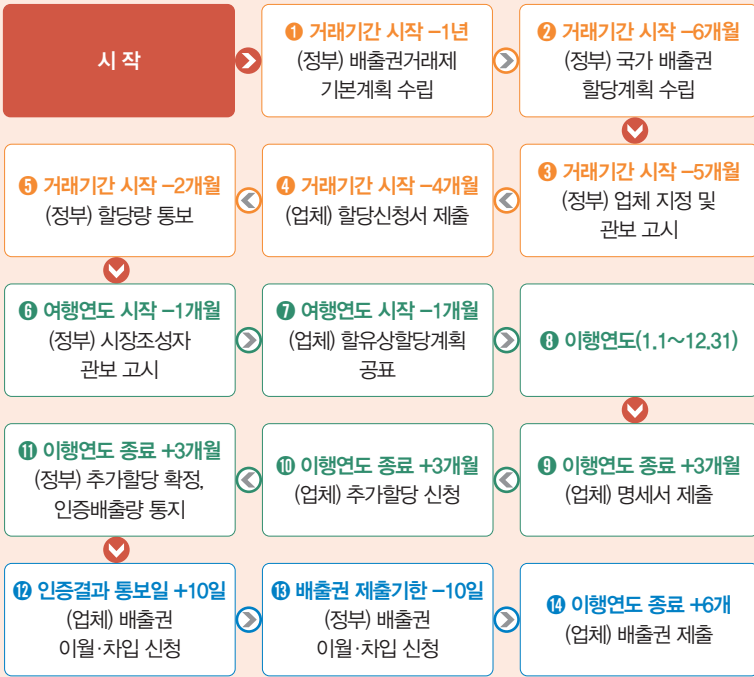 시 작
❶ 거래기간 시작 –1년
(정부) 배출권거래제
기본계획 수립
❷ 거래기간 시작 –6개월
(정부) 국가 배출권
할당계획 수립
❸ 거래기간 시작 –5개월
(정부) 업체 지정 및
관보 고시
❹ 거래기간 시작 –4개월
(업체) 할당신청서 제출
❺ 거래기간 시작 –2개월
(정부) 할당량 통보
❻ 여행연도 시작 –1개월
(정부) 시장조성자
관보 고시
❼ 여행연도 시작 –1개월
(업체) 할유상할당계획
공표
❽ 이행연도(1.1~12.31)
❾ 이행연도 종료 +3개월
(업체) 명세서 제출
❿ 이행연도 종료 +3개월
(업체) 추가할당 신청
⓫ 이행연도 종료 +3개월
(정부) 추가할당 확정,
인증배출량 통지
⓬ 인증결과 통보일 +10일
(업체) 배출권
이월·차입 신청
⓭ 배출권 제출기한 –10일
(정부) 배출권
이월·차입 신청
⓮ 이행연도 종료 +6개
(업체) 배출권 제출